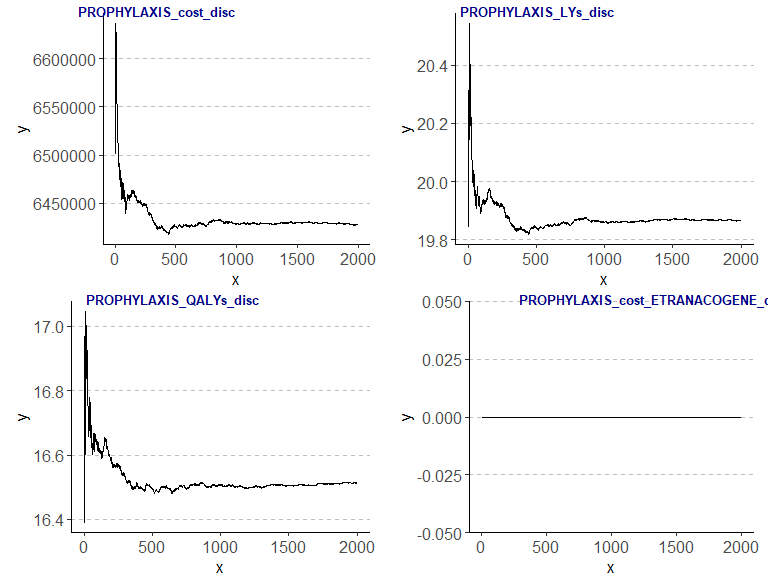 PROPHYLAXIS_cost_disc
6600000
6550000
6500000
6450000
y
0 500 1000 1500 2000
x
PROPHYLAXIS_LYs_disc
20.4
20.2
20.0
19.8
y
0 500 1000 1500 2000
x
PROPHYLAXIS_QALYs_disc
17.0
16.8
16.6
16.4
y
0 500 1000 1500 2000
x
PROPHYLAXIS_cost_ETRANACOGENE_
0.050
0.025
0.000
-0.025
-0.050
y
0 500 1000 1500 2000
x